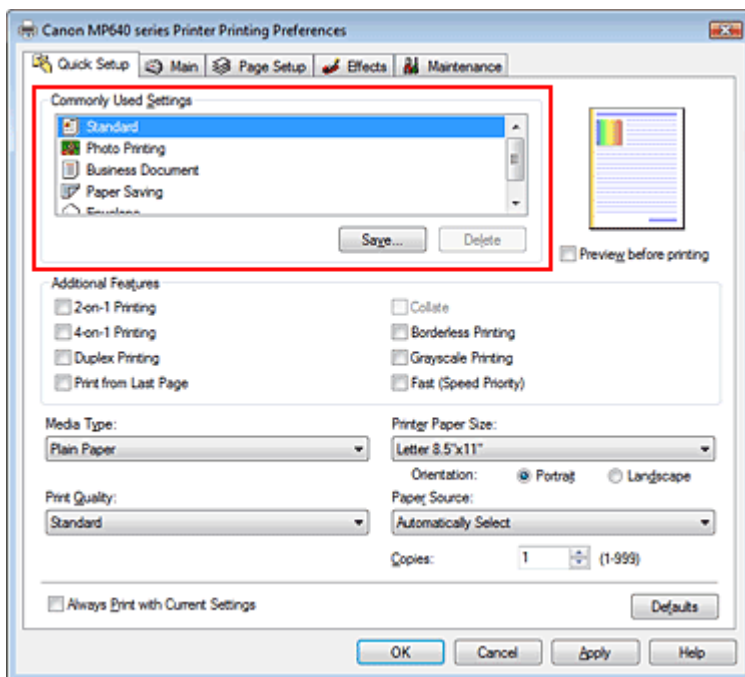 Canon MP640 series Printer Printing Preferences
Quick Setup Main Page Setup Effects Maintenance
Commonly Used Settings
Standard
Photo Printing
Business Document
Paper Saving
Envelope
Save... Delete
Preview before printing
Additional Features
2-on-1 Printing Collate
4-on-1 Printing Borderless Printing
Duplex Printing Grayscale Printing
Print from Last Page Fast (Speed Priority)
Media Type: Printer Paper Size:
Plain Paper Letter 8.5"x11"
Orientation: Portrait Landscape
Print Quality: Paper Source:
Standard Automatically Select
Copies: 1 (1-999)
Always Print with Current Settings Defaults
OK Cancel Apply Help